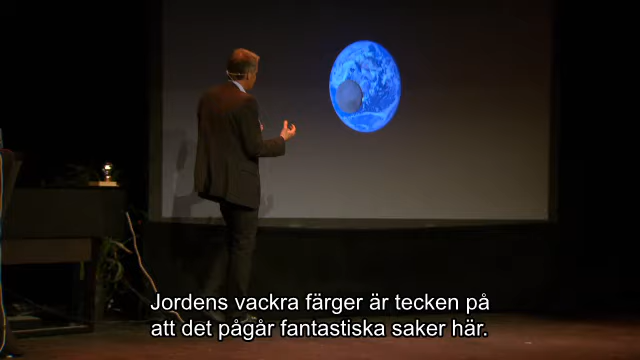 Jordens vackra färger är tecken på
att det pågår fantastiska saker här.